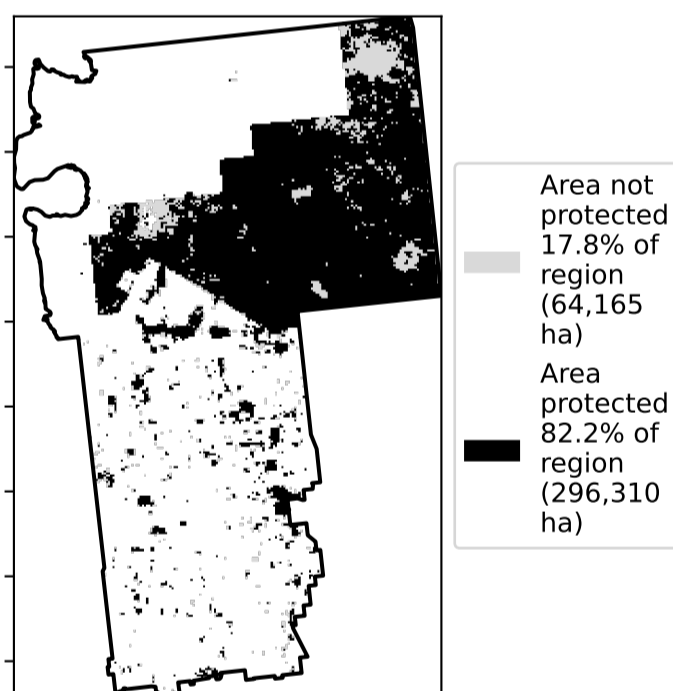 Area not
protected
17.8% of
region
(64,165
ha)
Area
protected
82.2% of
region
(296,310
ha)